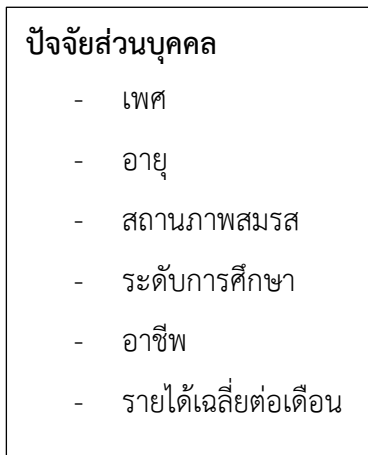 ปัจจัยส่วนบุคคล
- เพศ
- อายุ
- สถานภาพสมรส
- ระดับการศึกษา
- อาชีพ
- รายได้เฉลี่ยต่อเดือน